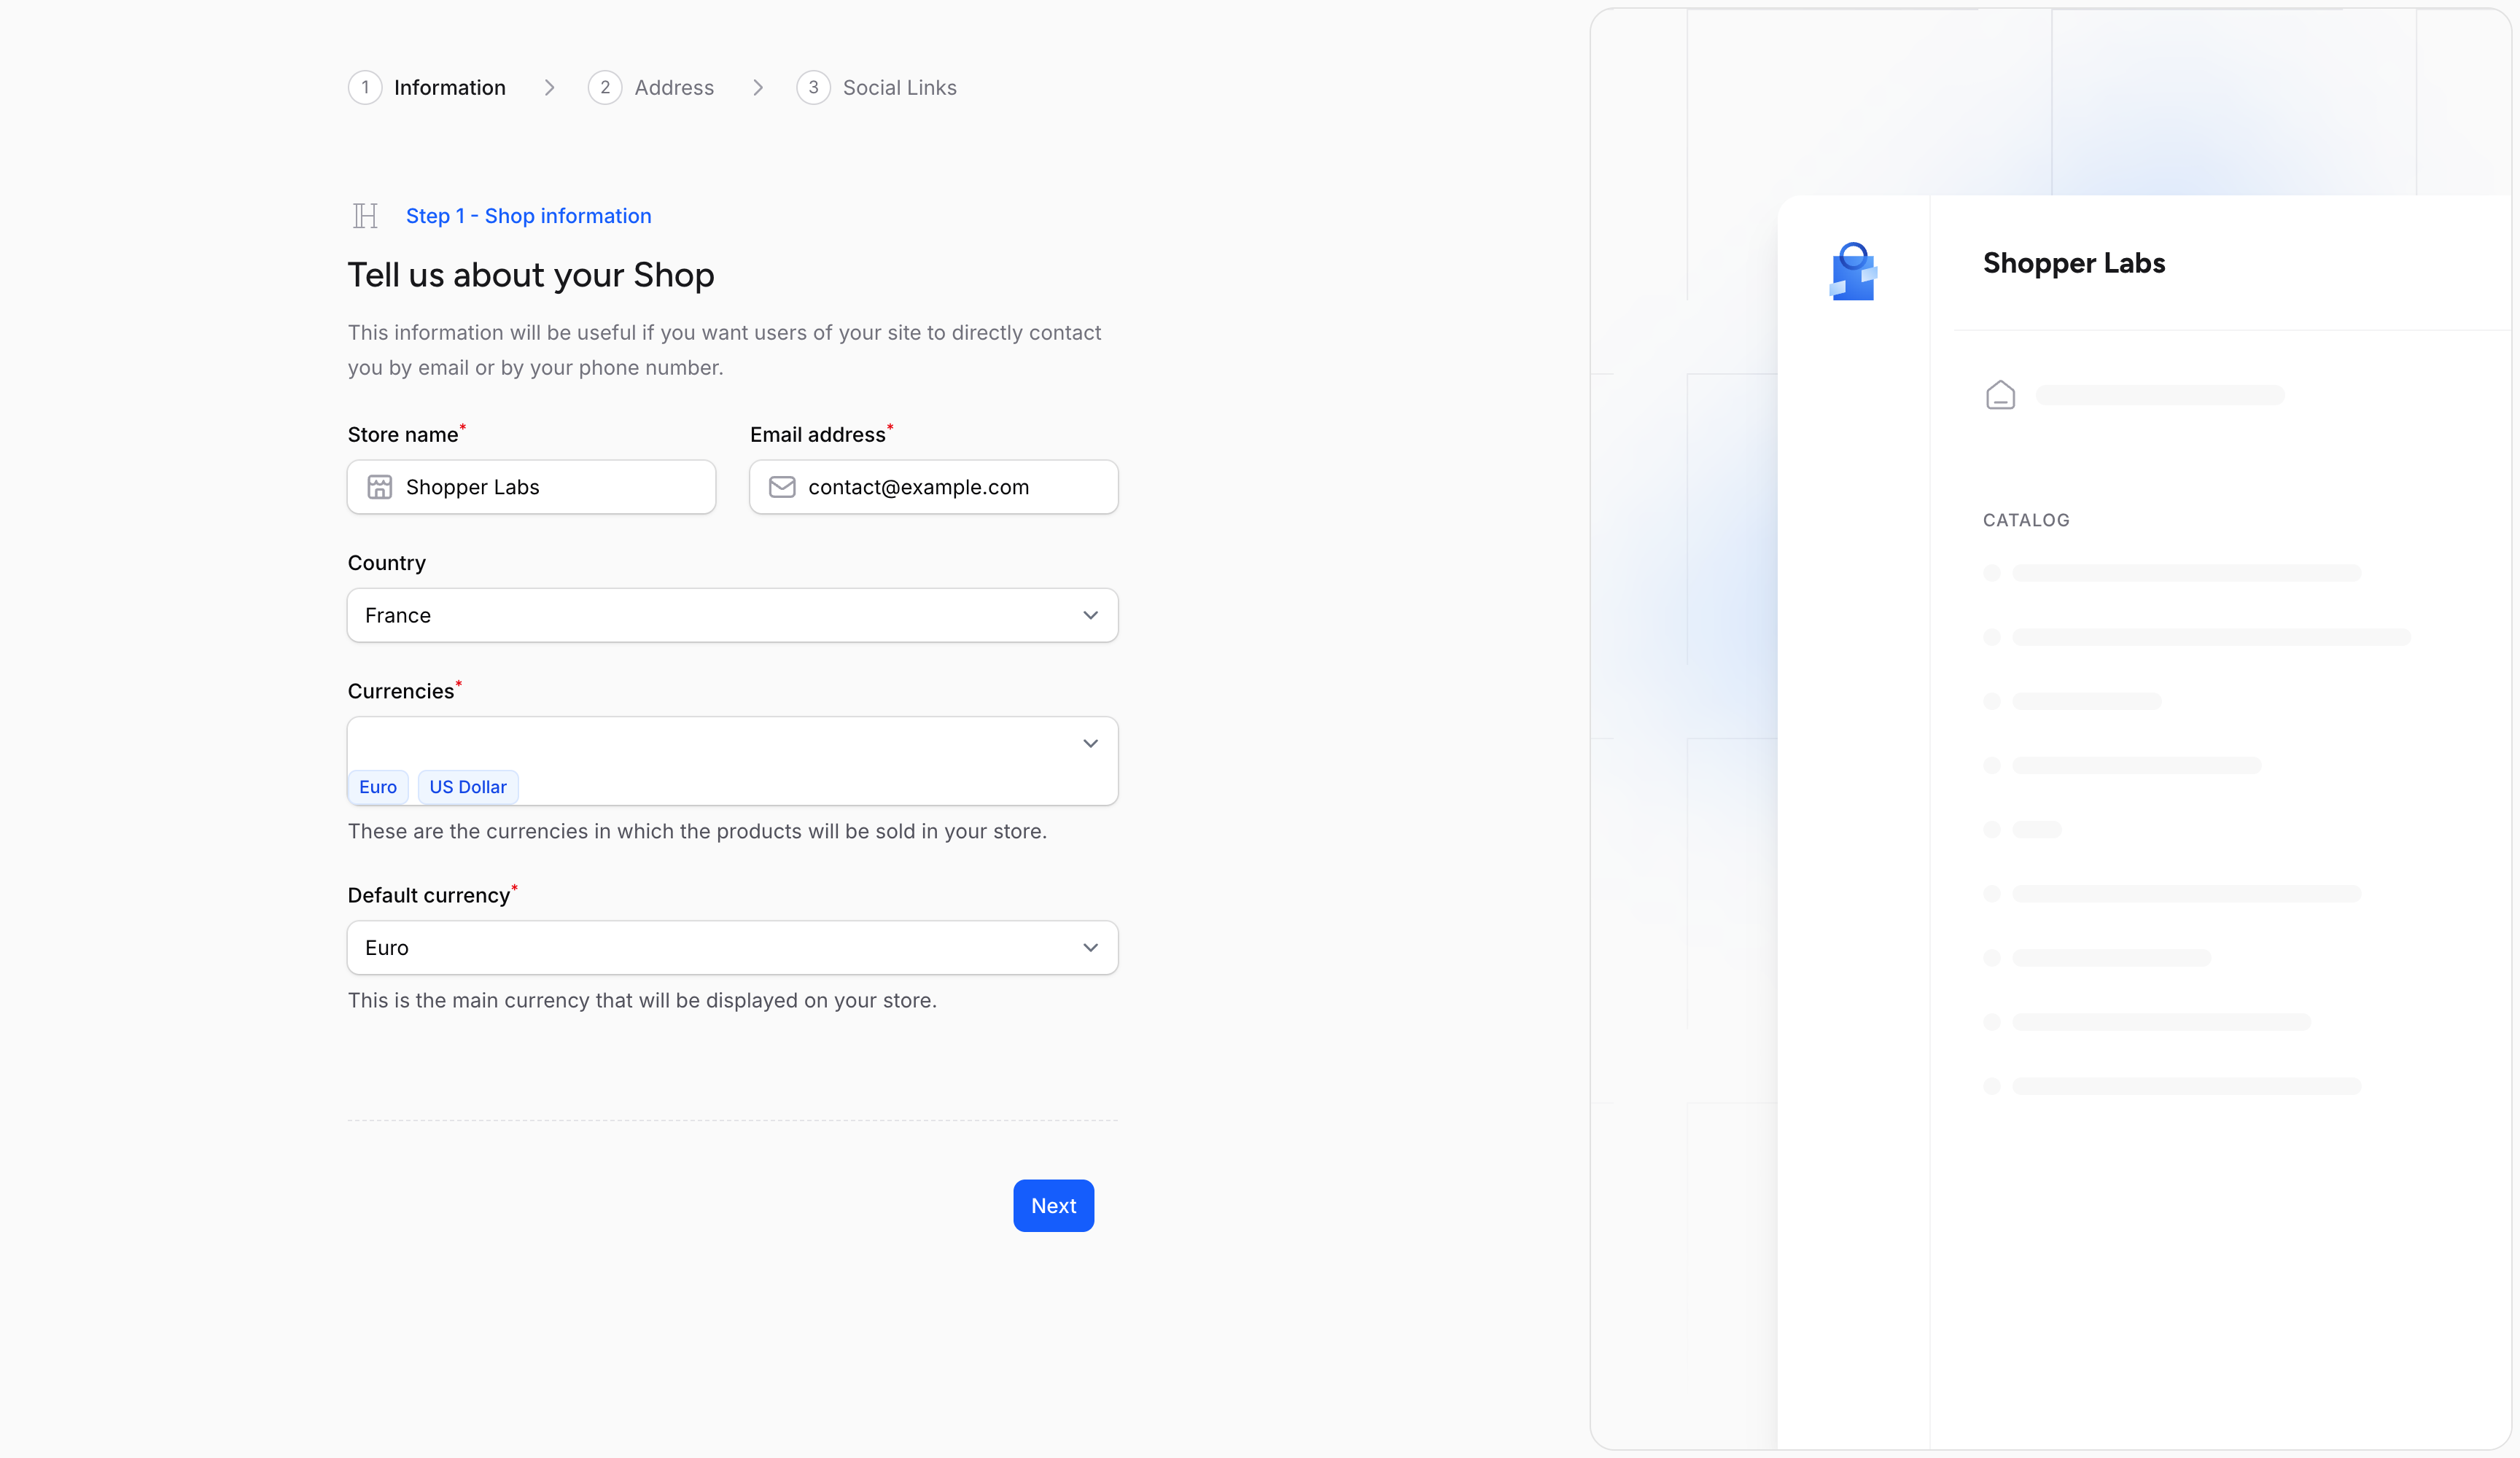 1 Information
2 Address
3 Social Links
Step 1 - Shop information
Tell us about your Shop
This information will be useful if you want users of your site to directly contact
you by email or by your phone number.
Store name*
Shopper Labs
Email address*
contact@example.com
Country
France
Currencies*
Euro
US Dollar
These are the currencies in which the products will be sold in your store.
Default currency*
Euro
This is the main currency that will be displayed on your store.
Next
Shopper Labs
CATALOG